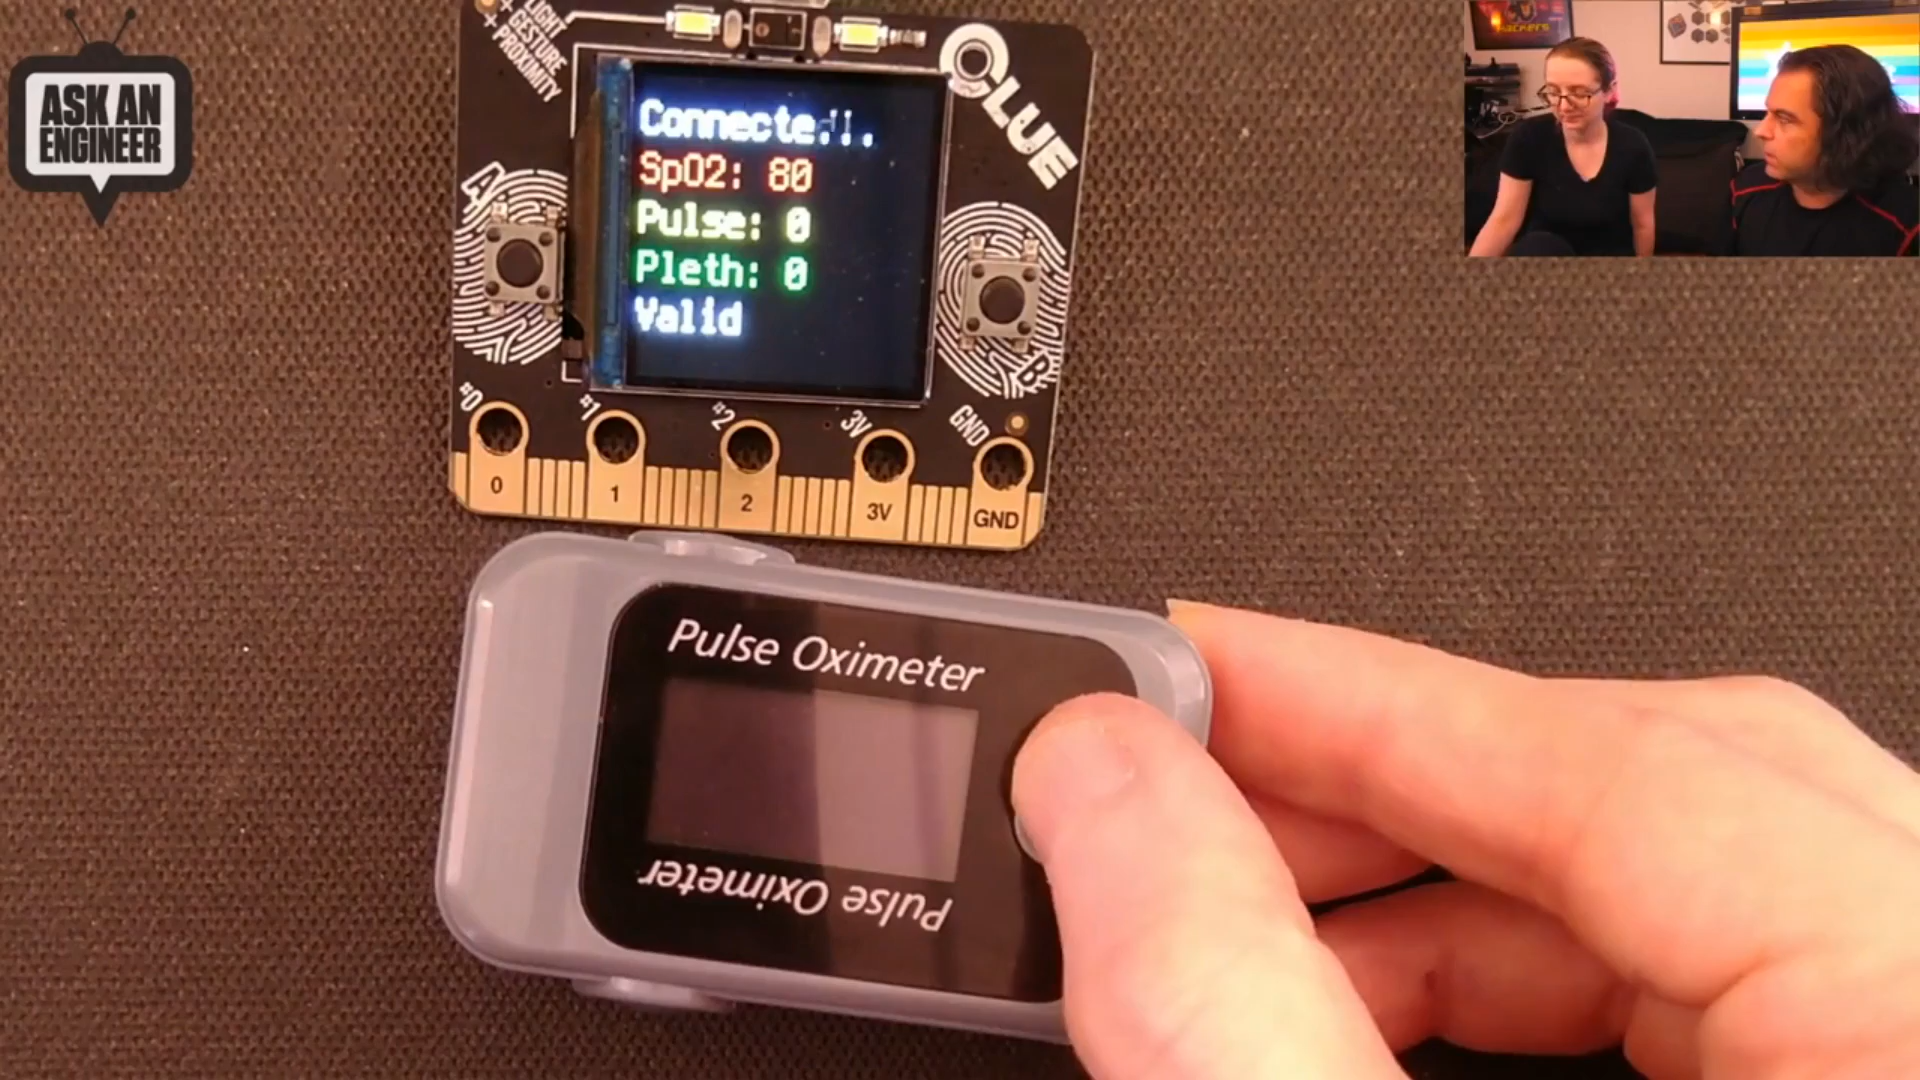 ASK AN
ENGINEER
+ LIGHT
+ GESTURE
+ PROXIMITY
CLUE
SpO2: 80
Pulse: 0
Pleth: 0
Valid
A
B
#0
#1
#2
3V
GND
0
1
2
3V
GND
Pulse Oximeter
Pulse Oximeter